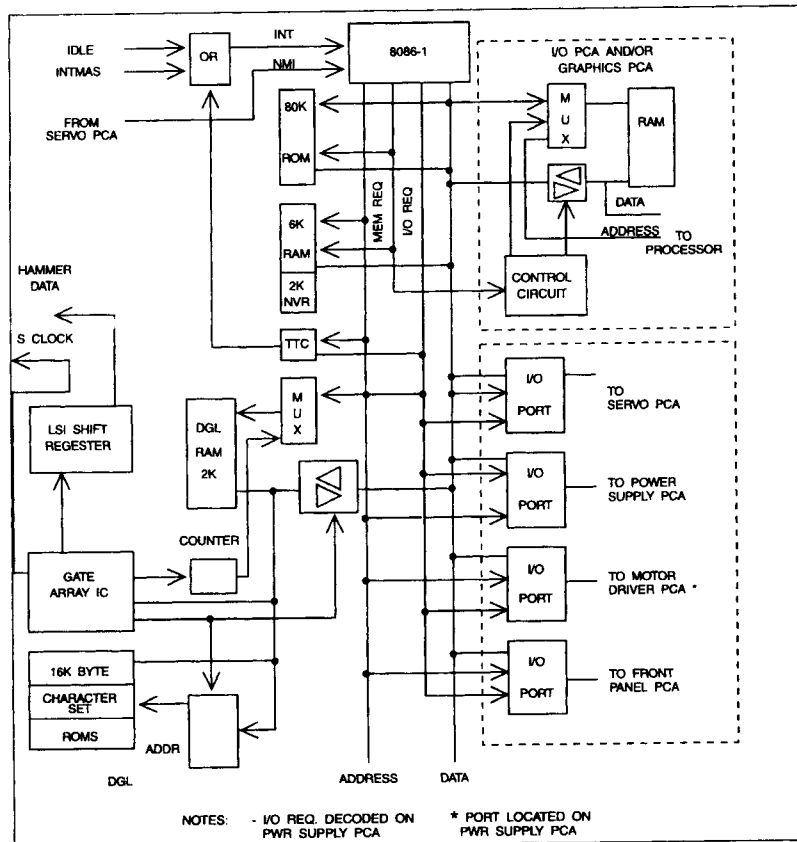 IDLE
INTMAS
FROM
SERVO PCA
OR
INT
NMI
8086-1
I/O PCA AND/OR
GRAPHICS PCA
M
U
X
RAM
DATA
ADDRESS
TO
PROCESSOR
CONTROL
CIRCUIT
80K
ROM
MEM REQ
I/O REQ
6K
RAM
2K
NVR
TTC
HAMMER
DATA
S CLOCK
LSI SHIFT
REGESTER
DGL
RAM
2K
M
U
X
COUNTER
GATE
ARRAY IC
16K BYTE
CHARACTER
SET
ROMS
ADDR
DGL
I/O
PORT
TO
SERVO PCA
I/O
PORT
TO POWER
SUPPLY PCA
I/O
PORT
TO MOTOR
DRIVER PCA *
I/O
PORT
TO FRONT
PANEL PCA
ADDRESS
DATA
NOTES: - I/O REQ. DECODED ON
PWR SUPPLY PCA
* PORT LOCATED ON
PWR SUPPLY PCA